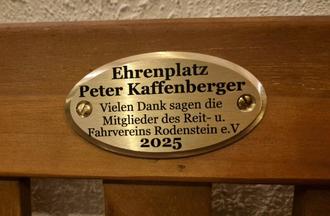 Ehrenplatz
Peter Kaffenberger
Vielen Dank sagen die
Mitglieder des Reit- u.
Fahrvereins Rodenstein e.V
2025